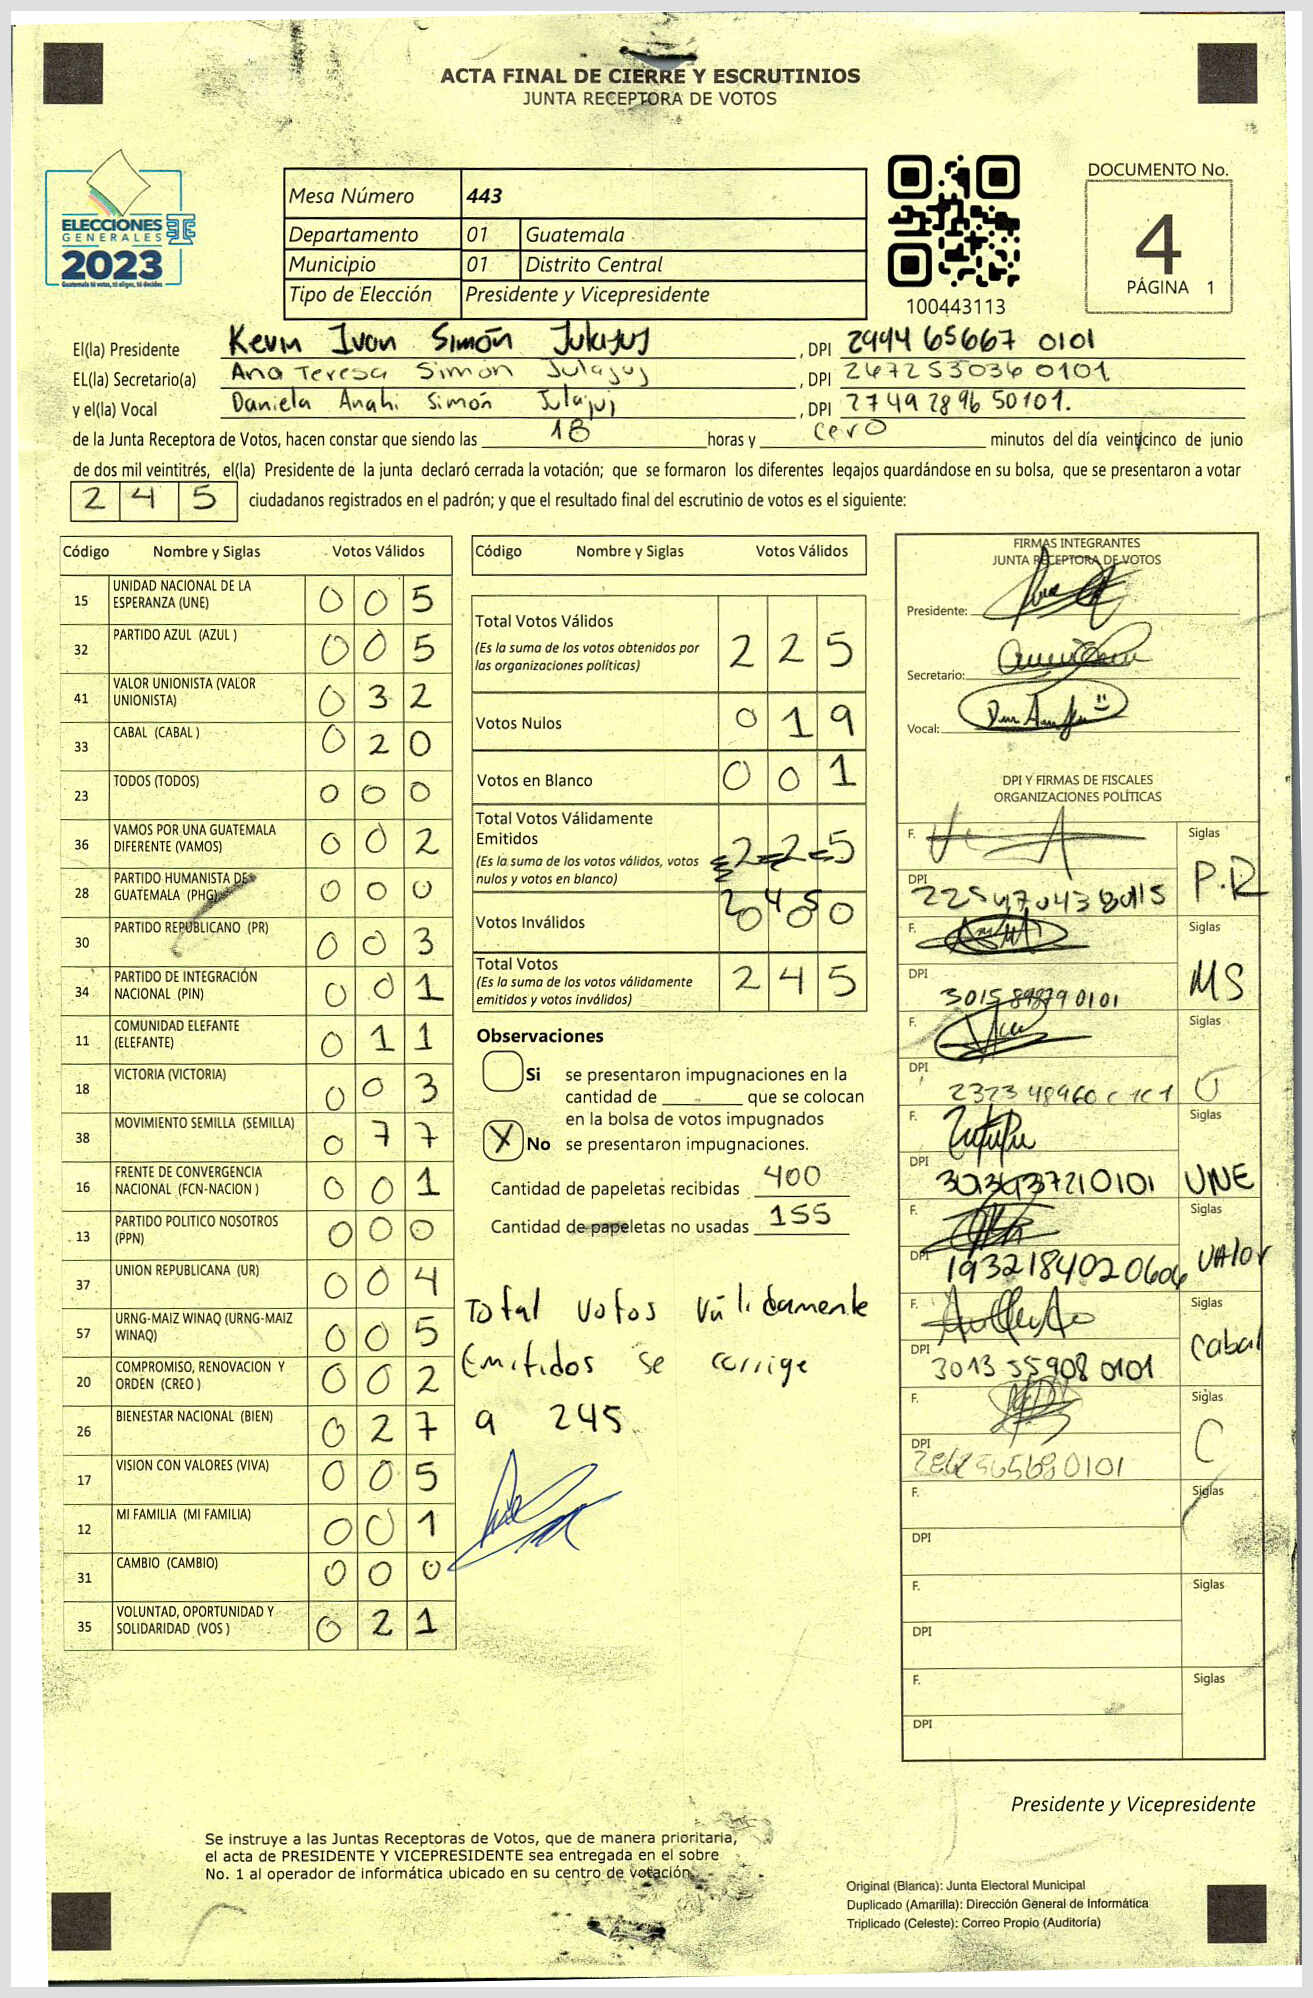 ACTA FINAL DE CIERRE Y ESCRUTINIOS
JUNTA RECEPTORA DE VOTOS
ELECCIONES
GENERALES
2023
Guatemala tú votas, tú eliges, tú decides
Mesa Número 443
Departamento 01 Guatemala
Municipio 01 Distrito Central
Tipo de Elección Presidente y Vicepresidente
100443113
DOCUMENTO No.
4
PÁGINA 1
El(la) Presidente Kevin Ivan Simón Julajuj , DPI 2994 65667 0101
EL(la) Secretario(a) Ana Teresa Simón Julajuj , DPI 267253036 0101
y el(la) Vocal Daniela Anahi Simón Julajuj , DPI 27492896 50101.
de la Junta Receptora de Votos, hacen constar que siendo las 18 horas y cero minutos del día veinticinco de junio
de dos mil veintitrés, el(la) Presidente de la junta declaró cerrada la votación; que se formaron los diferentes legajos quardándose en su bolsa, que se presentaron a votar
2 4 5 ciudadanos registrados en el padrón; y que el resultado final del escrutinio de votos es el siguiente:
Código Nombre y Siglas Votos Válidos
15 UNIDAD NACIONAL DE LA ESPERANZA (UNE) 0 0 5
32 PARTIDO AZUL (AZUL ) 0 0 5
41 VALOR UNIONISTA (VALOR UNIONISTA) 0 3 2
33 CABAL (CABAL ) 0 2 0
23 TODOS (TODOS) 0 0 0
36 VAMOS POR UNA GUATEMALA DIFERENTE (VAMOS) 0 0 2
28 PARTIDO HUMANISTA DE GUATEMALA (PHG) 0 0 0
30 PARTIDO REPUBLICANO (PR) 0 0 3
34 PARTIDO DE INTEGRACIÓN NACIONAL (PIN) 0 0 1
11 COMUNIDAD ELEFANTE (ELEFANTE) 0 1 1
18 VICTORIA (VICTORIA) 0 0 3
38 MOVIMIENTO SEMILLA (SEMILLA) 0 7 7
16 FRENTE DE CONVERGENCIA NACIONAL (FCN-NACION ) 0 0 1
13 PARTIDO POLITICO NOSOTROS (PPN) 0 0 0
37 UNION REPUBLICANA (UR) 0 0 4
57 URNG-MAIZ WINAQ (URNG-MAIZ WINAQ) 0 0 5
20 COMPROMISO, RENOVACION Y ORDEN (CREO ) 0 0 2
26 BIENESTAR NACIONAL (BIEN) 0 2 7
17 VISION CON VALORES (VIVA) 0 0 5
12 MI FAMILIA (MI FAMILIA) 0 0 1
31 CAMBIO (CAMBIO) 0 0 0
35 VOLUNTAD, OPORTUNIDAD Y SOLIDARIDAD (VOS ) 0 2 1
Código Nombre y Siglas Votos Válidos
Total Votos Válidos 2 2 5
(Es la suma de los votos obtenidos por
las organizaciones políticas)
Votos Nulos 0 1 9
Votos en Blanco 0 0 1
Total Votos Válidamente
Emitidos 2 2 5
(Es la suma de los votos válidos, votos
nulos y votos en blanco)
2 4 5
Votos Inválidos 0 0 0
Total Votos 2 4 5
(Es la suma de los votos válidamente
emitidos y votos inválidos)
Observaciones
Si se presentaron impugnaciones en la
cantidad de ____ que se colocan
en la bolsa de votos impugnados
X No se presentaron impugnaciones.
Cantidad de papeletas recibidas 400
Cantidad de papeletas no usadas 155
Total votos válidamente
Emitidos se corrige
a 245
FIRMAS INTEGRANTES
JUNTA RECEPTORA DE VOTOS
Presidente:
Secretario:
Vocal:
DPI Y FIRMAS DE FISCALES
ORGANIZACIONES POLÍTICAS
F. Siglas
DPI P.R
F. Siglas
DPI MS
3015898790101
F. Siglas
DPI
F. Siglas
DPI UNE
F. Siglas
DPI 1932184020606 Valor
F. Siglas
DPI Cabal
3013 55908 0101
F. Siglas
DPI C
F. Siglas
DPI
F. Siglas
DPI
F. Siglas
DPI
Presidente y Vicepresidente
Se instruye a las Juntas Receptoras de Votos, que de manera prioritaria,
el acta de PRESIDENTE Y VICEPRESIDENTE sea entregada en el sobre
No. 1 al operador de informática ubicado en su centro de votación.
Original (Blanca): Junta Electoral Municipal
Duplicado (Amarilla): Dirección General de Informática
Triplicado (Celeste): Correo Propio (Auditoría)